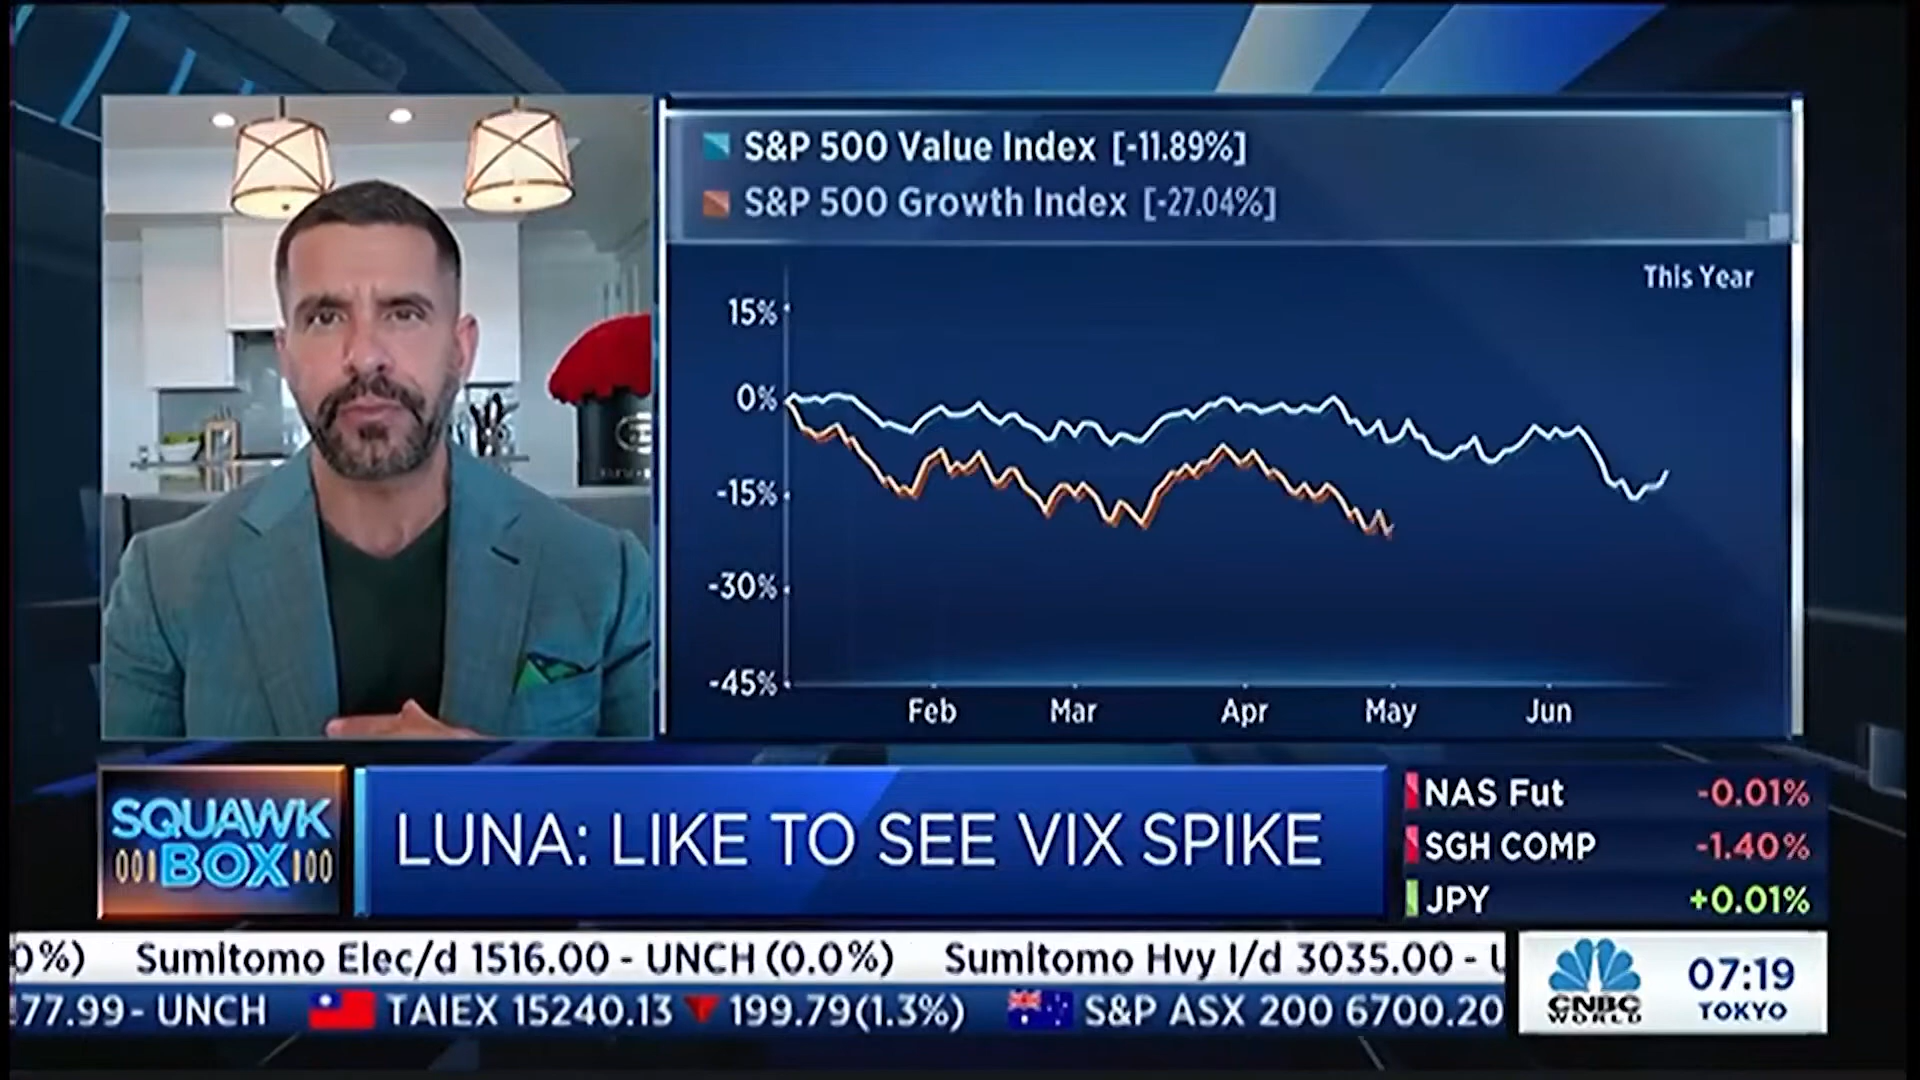 S&P 500 Value Index [-11.89%]
S&P 500 Growth Index [-27.04%]
This Year
15%
0%
-15%
-30%
-45%
Feb Mar Apr May Jun
SQUAWK
001 BOX 100
LUNA: LIKE TO SEE VIX SPIKE
NAS Fut -0.01%
SGH COMP -1.40%
JPY +0.01%
0%) Sumitomo Elec/d 1516.00 - UNCH (0.0%) Sumitomo Hvy I/d 3035.00 - U
77.99 - UNCH TAIEX 15240.13 199.79(1.3%) S&P ASX 200 6700.20
CNBC
WORLD
07:19
TOKYO